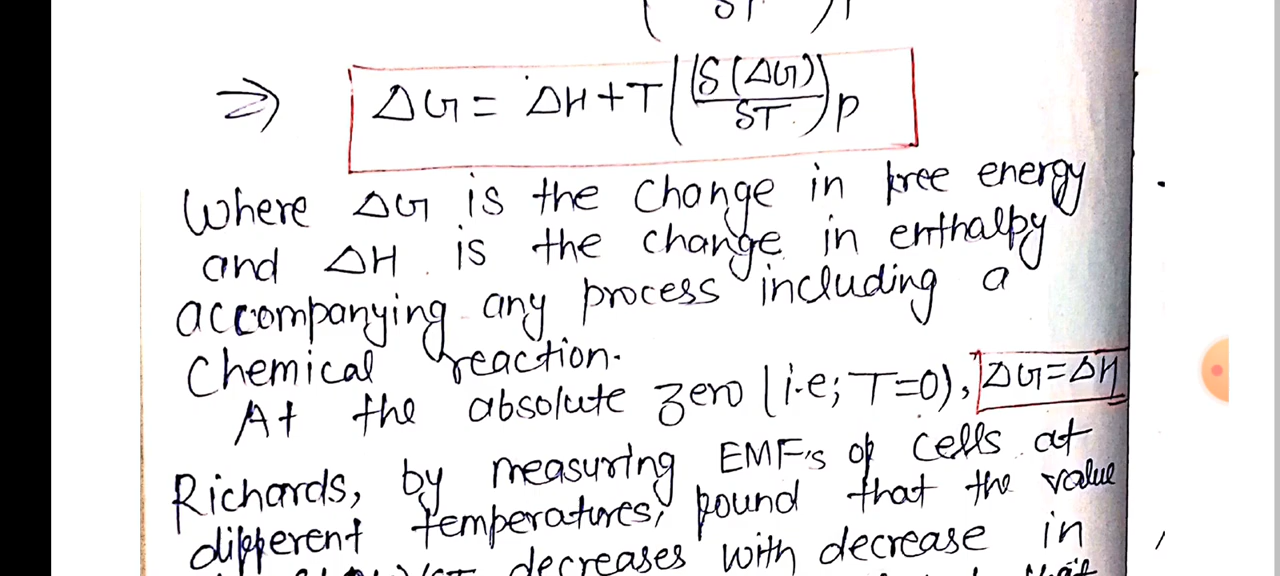 ⇒ ΔG = ΔH + T((δ(ΔG))/δT)p
Where ΔG is the change in free energy
and ΔH is the change in enthalpy
accompanying any process including a
Chemical reaction.
At the absolute zero (i.e; T=0), ΔG=ΔH
Richards, by measuring EMF's of cells at
different temperatures, found that the value
decreases with decrease in